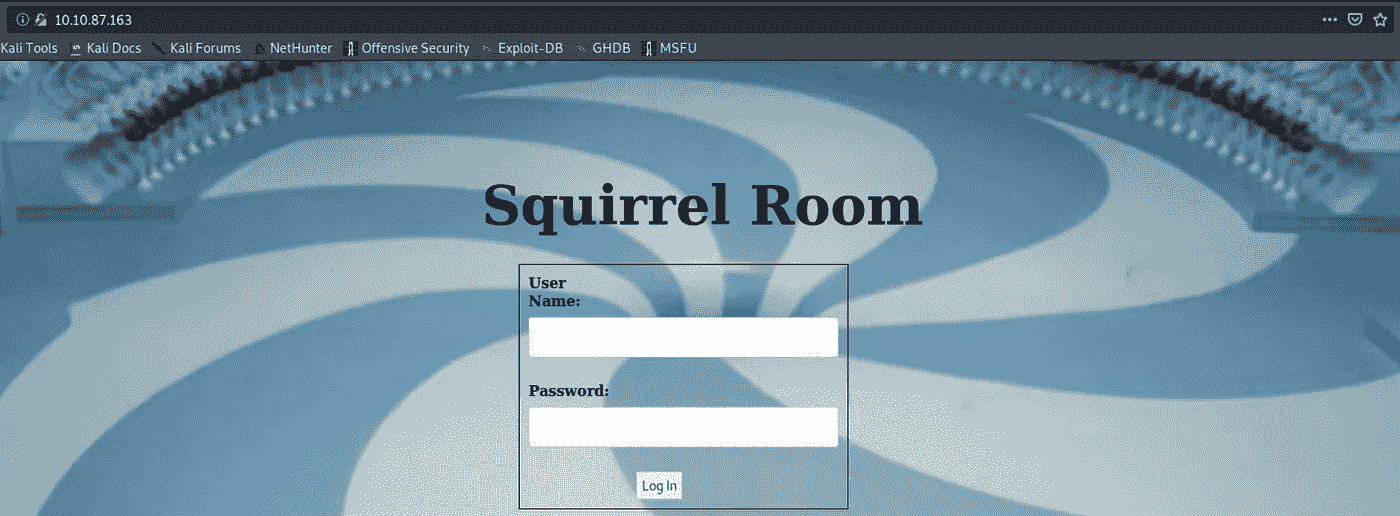 10.10.87.163
Kali Tools Kali Docs Kali Forums NetHunter Offensive Security Exploit-DB GHDB MSFU
Squirrel Room
User
Name:
Password:
Log In